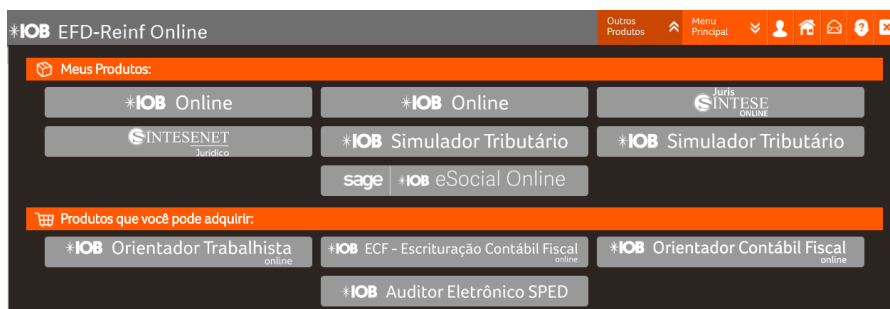 *IOB EFD-Reinf Online
Outros
Produtos
Menu
Principal
Meus Produtos:
*IOB Online
*IOB Online
Juris
SÍNTESE
ONLINE
SINTESENET
Jurídico
*IOB Simulador Tributário
*IOB Simulador Tributário
sage *IOB eSocial Online
Produtos que você pode adquirir:
*IOB Orientador Trabalhista
online
*IOB ECF - Escrituração Contábil Fiscal
online
*IOB Orientador Contábil Fiscal
online
*IOB Auditor Eletrônico SPED